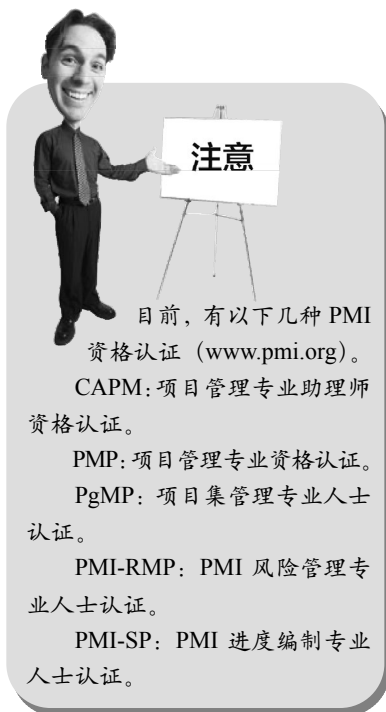 注意
目前，有以下几种 PMI
资格认证（www.pmi.org）。
CAPM：项目管理专业助理师
资格认证。
PMP：项目管理专业资格认证。
PgMP：项目集管理专业人士
认证。
PMI-RMP：PMI 风险管理专
业人士认证。
PMI-SP：PMI 进度编制专业
人士认证。